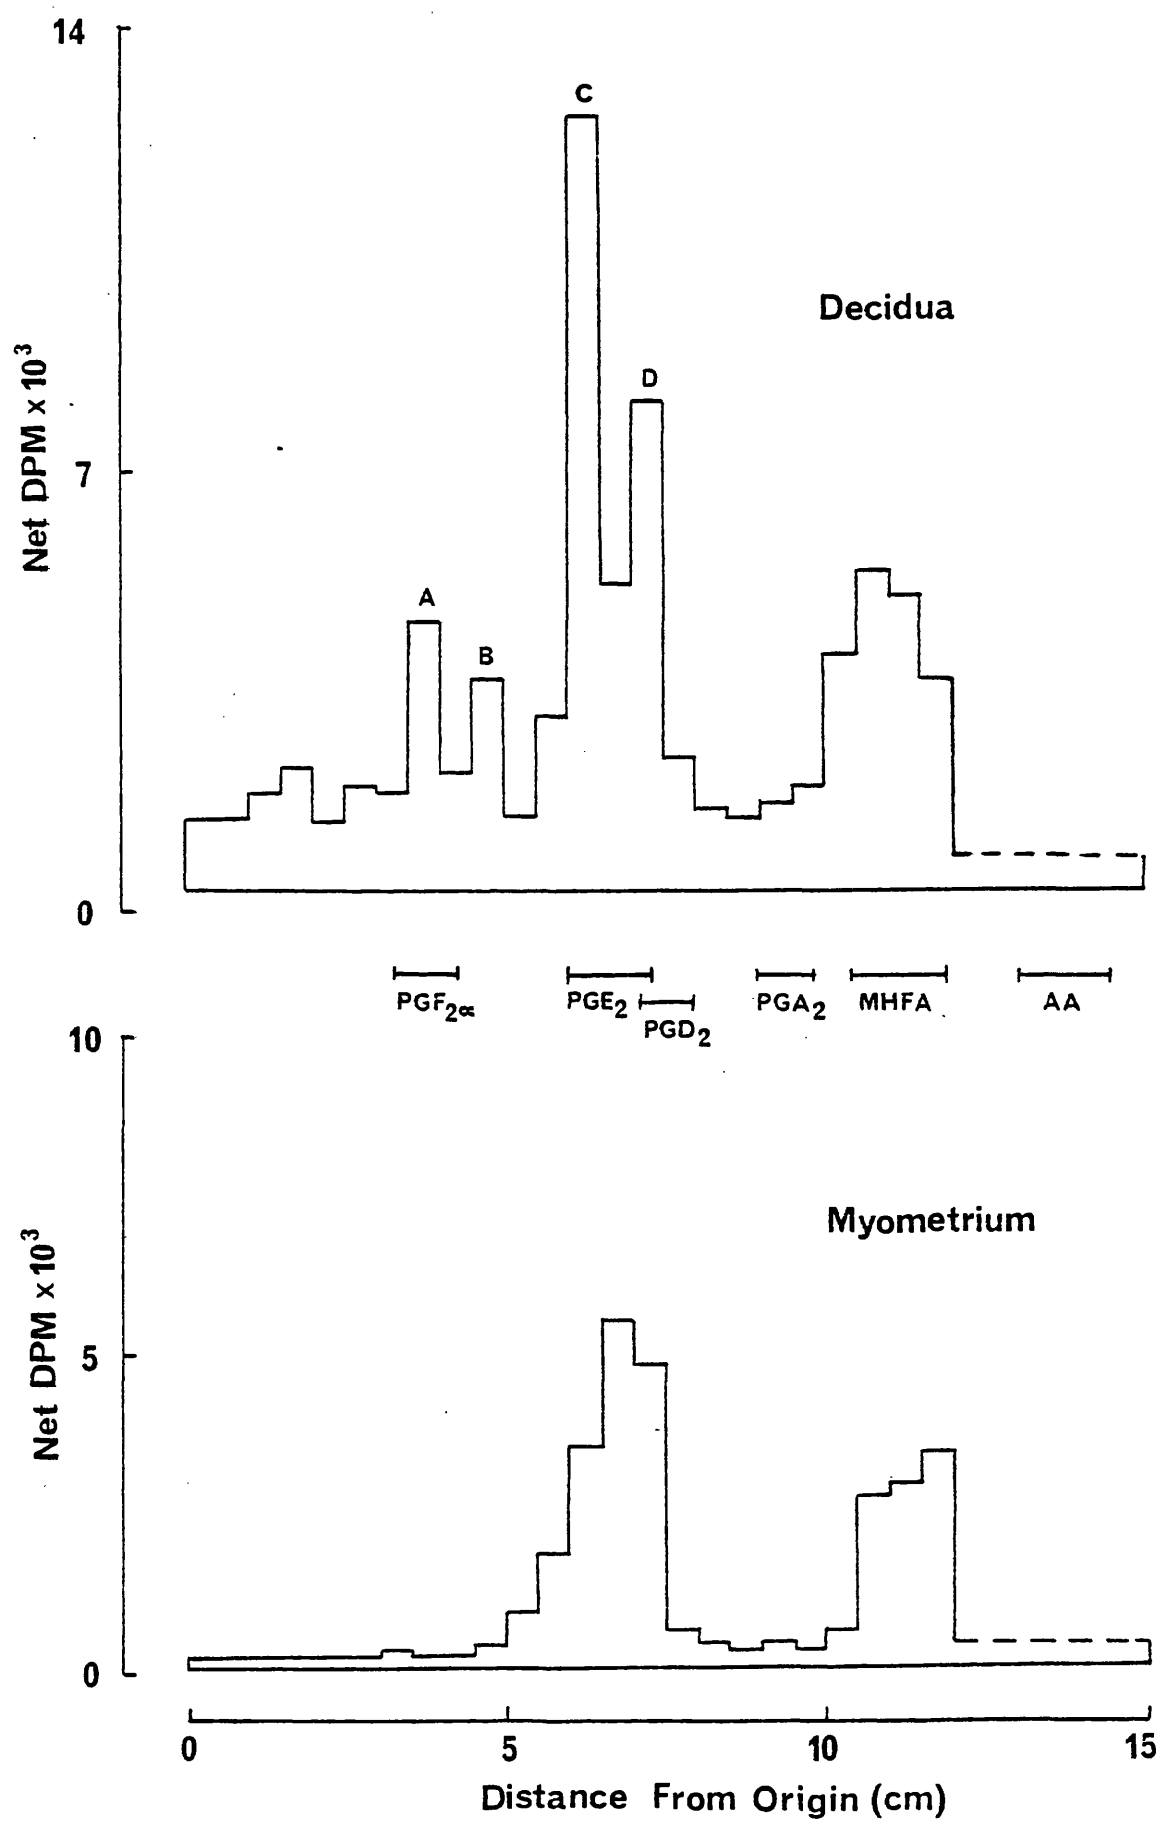 14
C
Decidua
D
Net DPM x 10³
7
A
B
0
PGF₂α
PGE₂
PGD₂
PGA₂
MHFA
AA
10
Myometrium
Net DPM x 10³
5
0
0 5 10 15
Distance From Origin (cm)